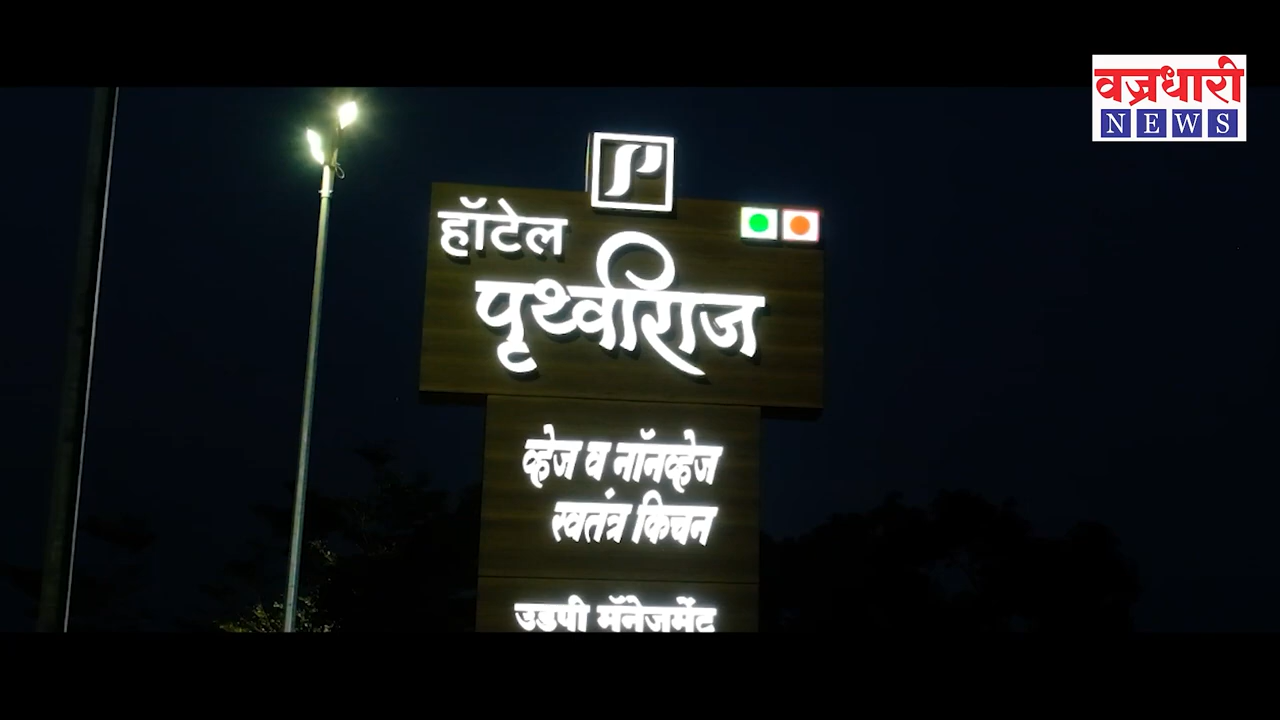 वज्रधारी
NEWS
P
हॉटेल
पृथ्वीराज
व्हेज व नॉनव्हेज
स्वतंत्र किचन
उडपी मॅनेजमेंट